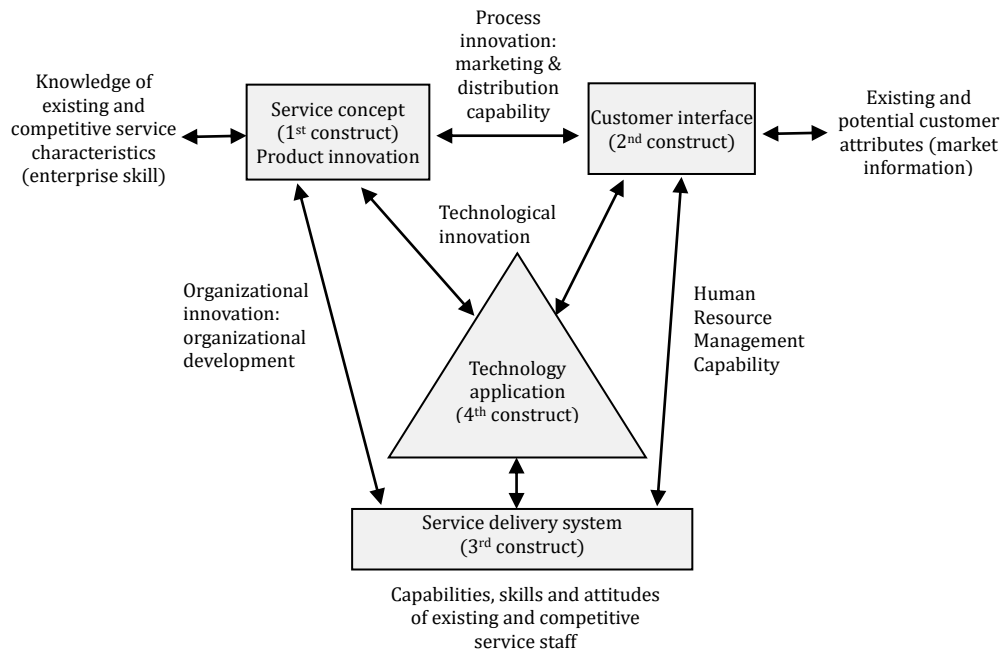 Process
innovation:
marketing &
distribution
capability
Knowledge of
existing and
competitive service
characteristics
(enterprise skill)
Service concept
(1st construct)
Product innovation
Customer interface
(2nd construct)
Existing and
potential customer
attributes (market
information)
Technological
innovation
Organizational
innovation:
organizational
development
Human
Resource
Management
Capability
Technology
application
(4th construct)
Service delivery system
(3rd construct)
Capabilities, skills and attitudes
of existing and competitive
service staff